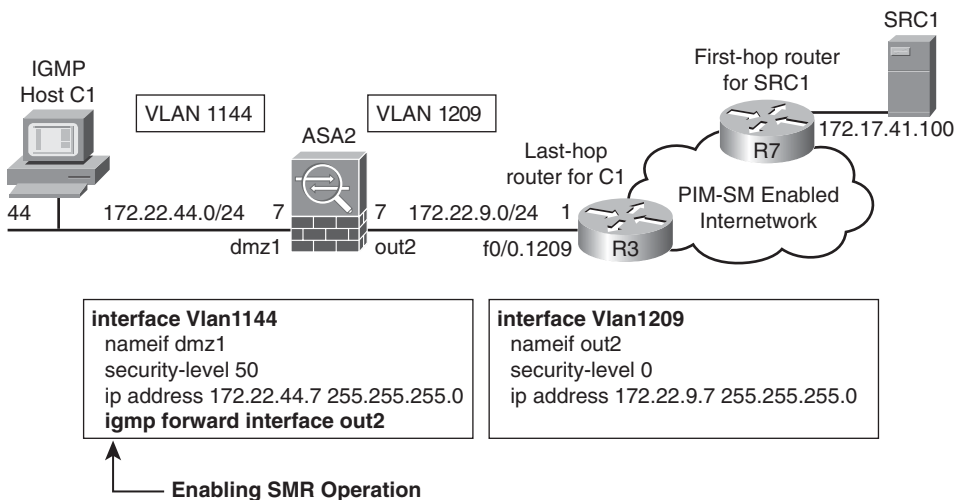 SRC1
First-hop router
for SRC1
IGMP
Host C1
VLAN 1144
VLAN 1209
ASA2
172.17.41.100
R7
Last-hop
router for C1
PIM-SM Enabled
Internetwork
44
172.22.44.0/24
7
7
172.22.9.0/24
1
dmz1
out2
f0/0.1209
R3
interface Vlan1144
nameif dmz1
security-level 50
ip address 172.22.44.7 255.255.255.0
igmp forward interface out2
interface Vlan1209
nameif out2
security-level 0
ip address 172.22.9.7 255.255.255.0
Enabling SMR Operation